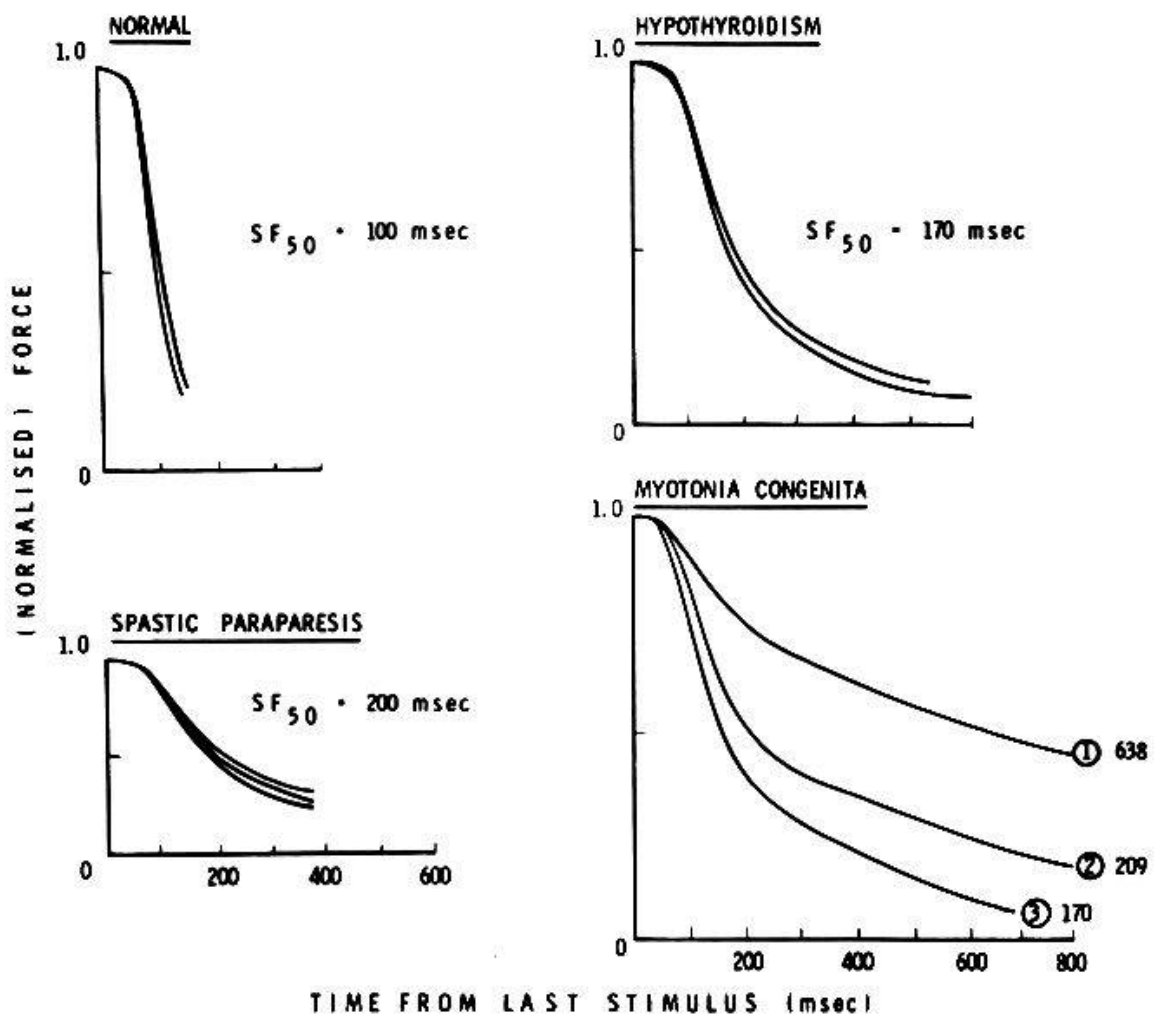 NORMAL
1.0
SF50 • 100 msec
0
HYPOTHYROIDISM
1.0
SF50 - 170 msec
0
(NORMALISED) FORCE
SPASTIC PARAPARESIS
1.0
SF50 • 200 msec
0
200 400 600
MYOTONIA CONGENITA
1.0
① 638
② 209
③ 170
0
200 400 600 800
TIME FROM LAST STIMULUS (msec)